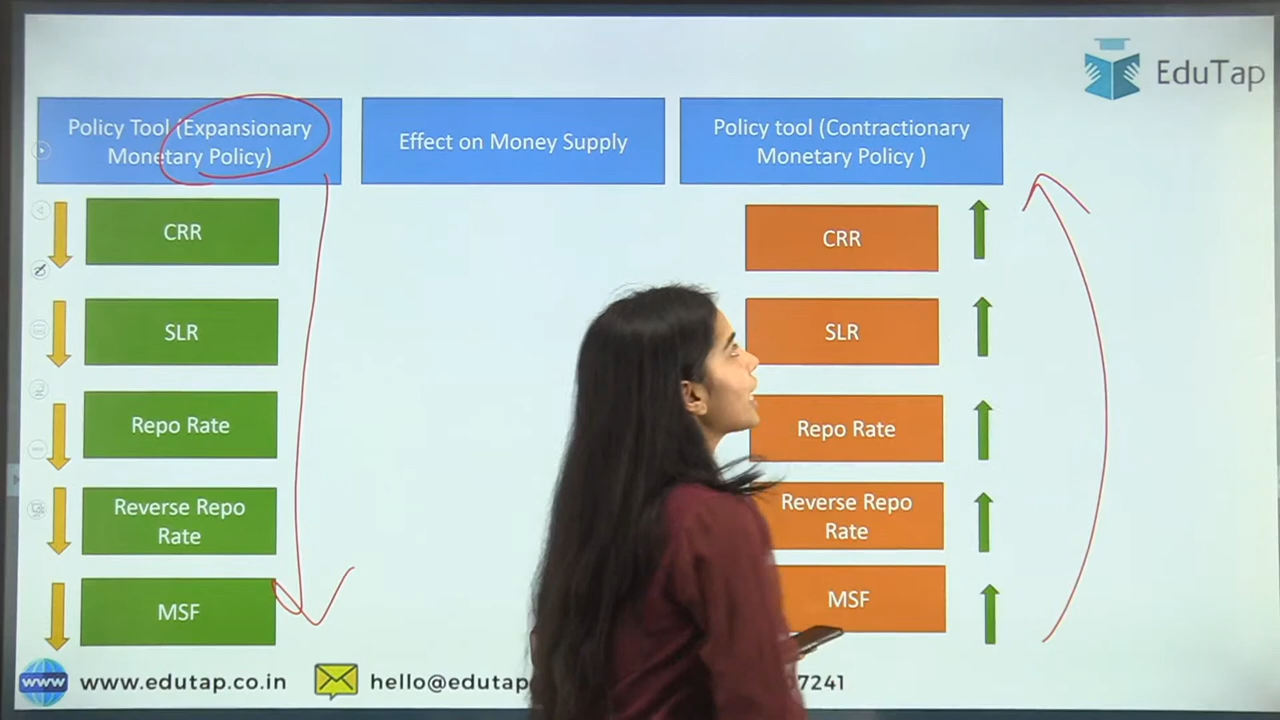 EduTap
Policy Tool (Expansionary
Monetary Policy)
Effect on Money Supply
Policy tool (Contractionary
Monetary Policy )
CRR
CRR
SLR
SLR
Repo Rate
Repo Rate
Reverse Repo
Rate
Reverse Repo
Rate
MSF
MSF
www
www.edutap.co.in
hello@edutap
7241